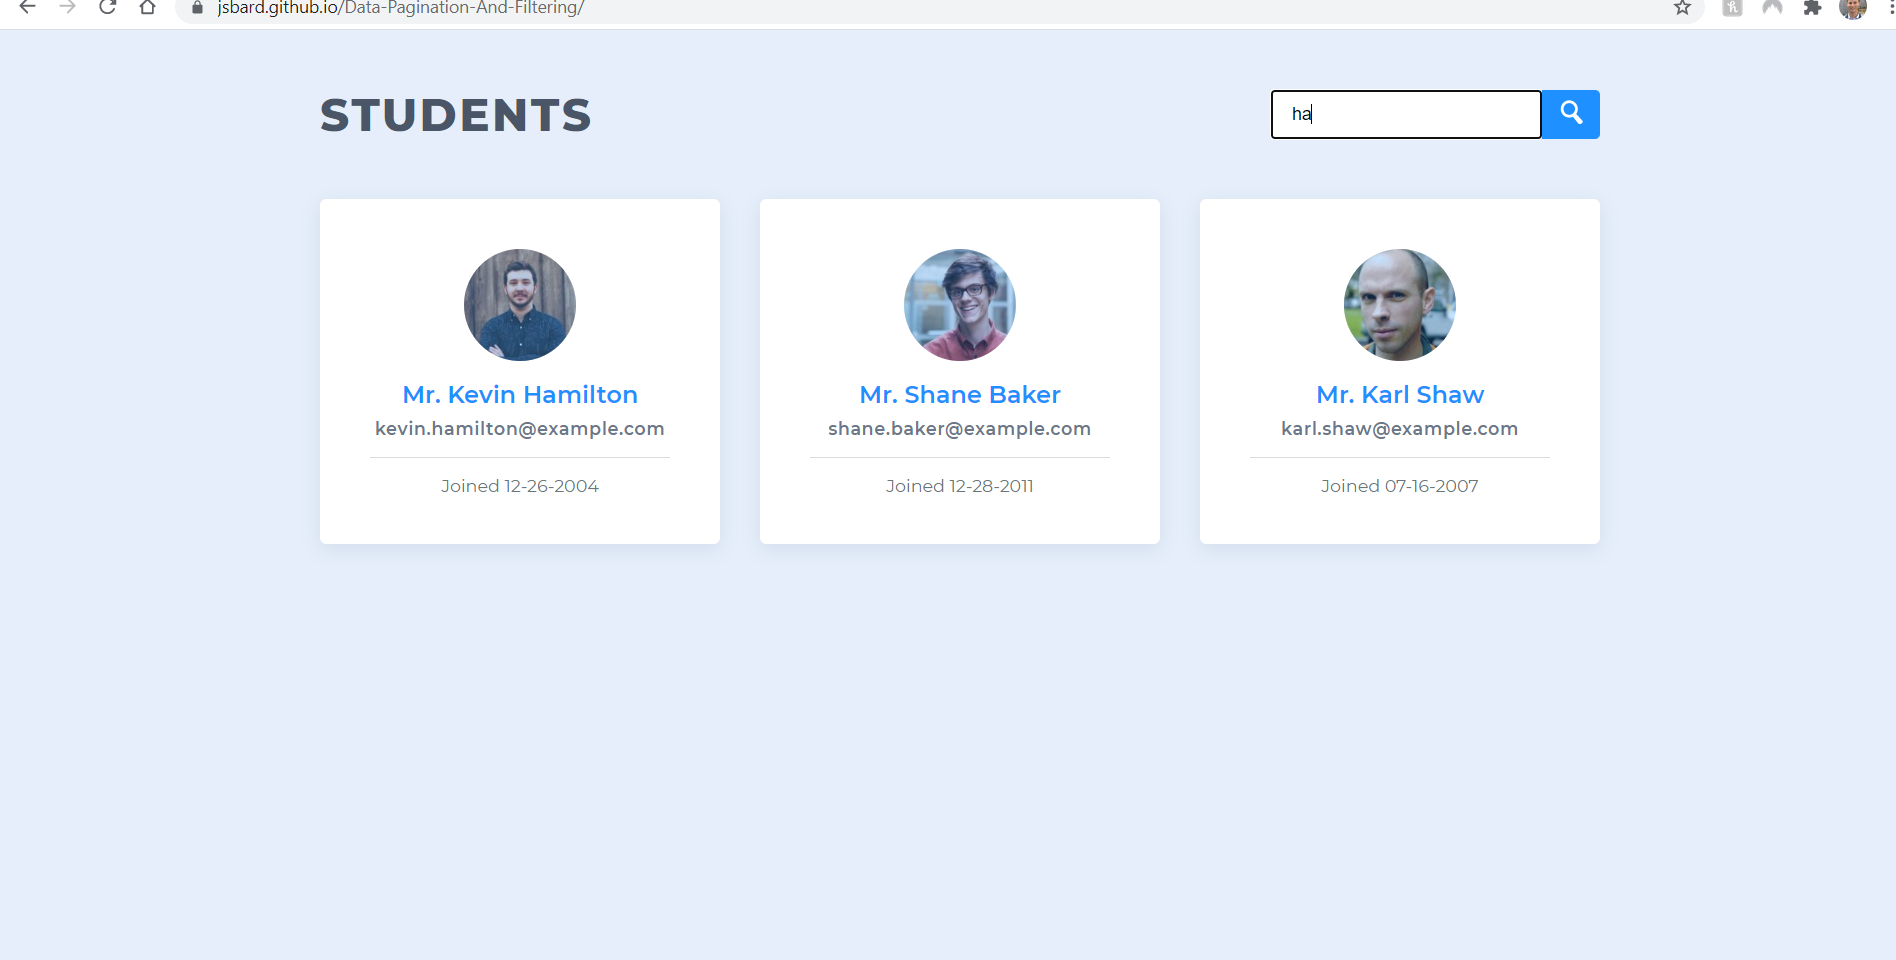 jsbard.github.io/Data-Pagination-And-Filtering/
STUDENTS
ha
Mr. Kevin Hamilton
kevin.hamilton@example.com
Joined 12-26-2004
Mr. Shane Baker
shane.baker@example.com
Joined 12-28-2011
Mr. Karl Shaw
karl.shaw@example.com
Joined 07-16-2007